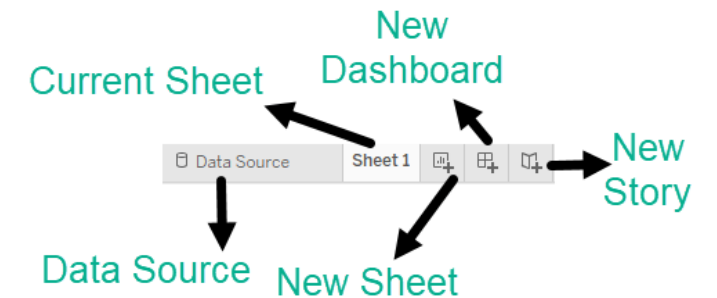 New
Dashboard
Current Sheet
Data Source
Sheet 1
New
Story
Data Source
New Sheet